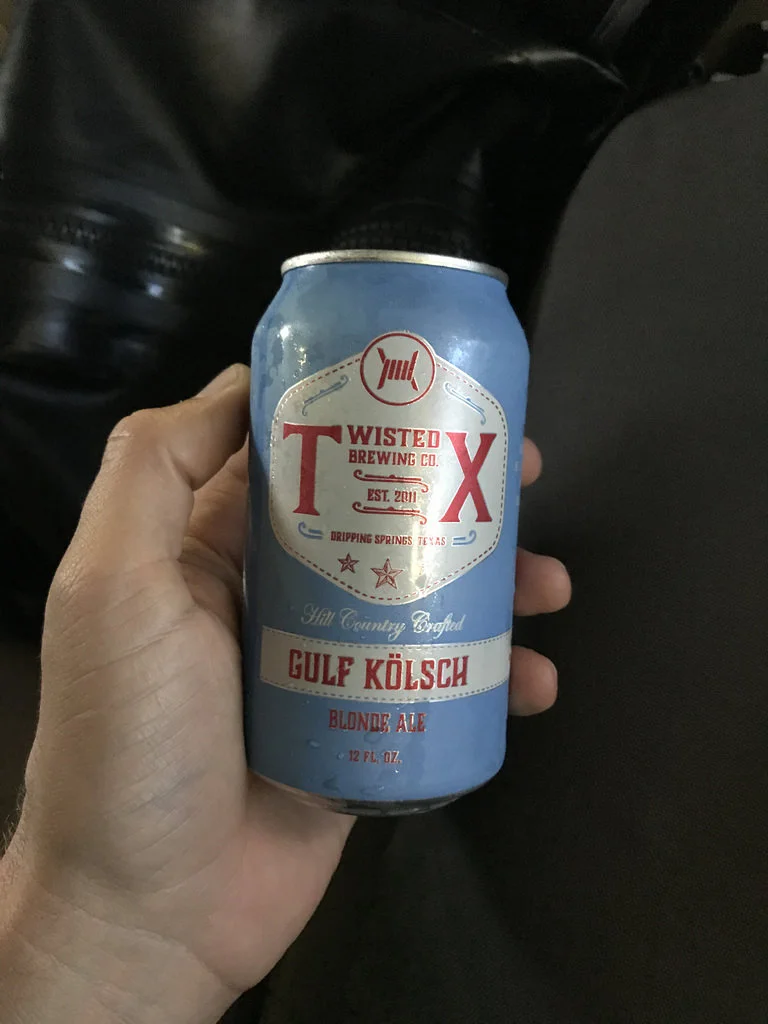 TWISTED X
BREWING CO.
EST. 2011
DRIPPING SPRINGS, TEXAS
Hill Country Crafted
GULF KÖLSCH
BLONDE ALE
12 FL. OZ.